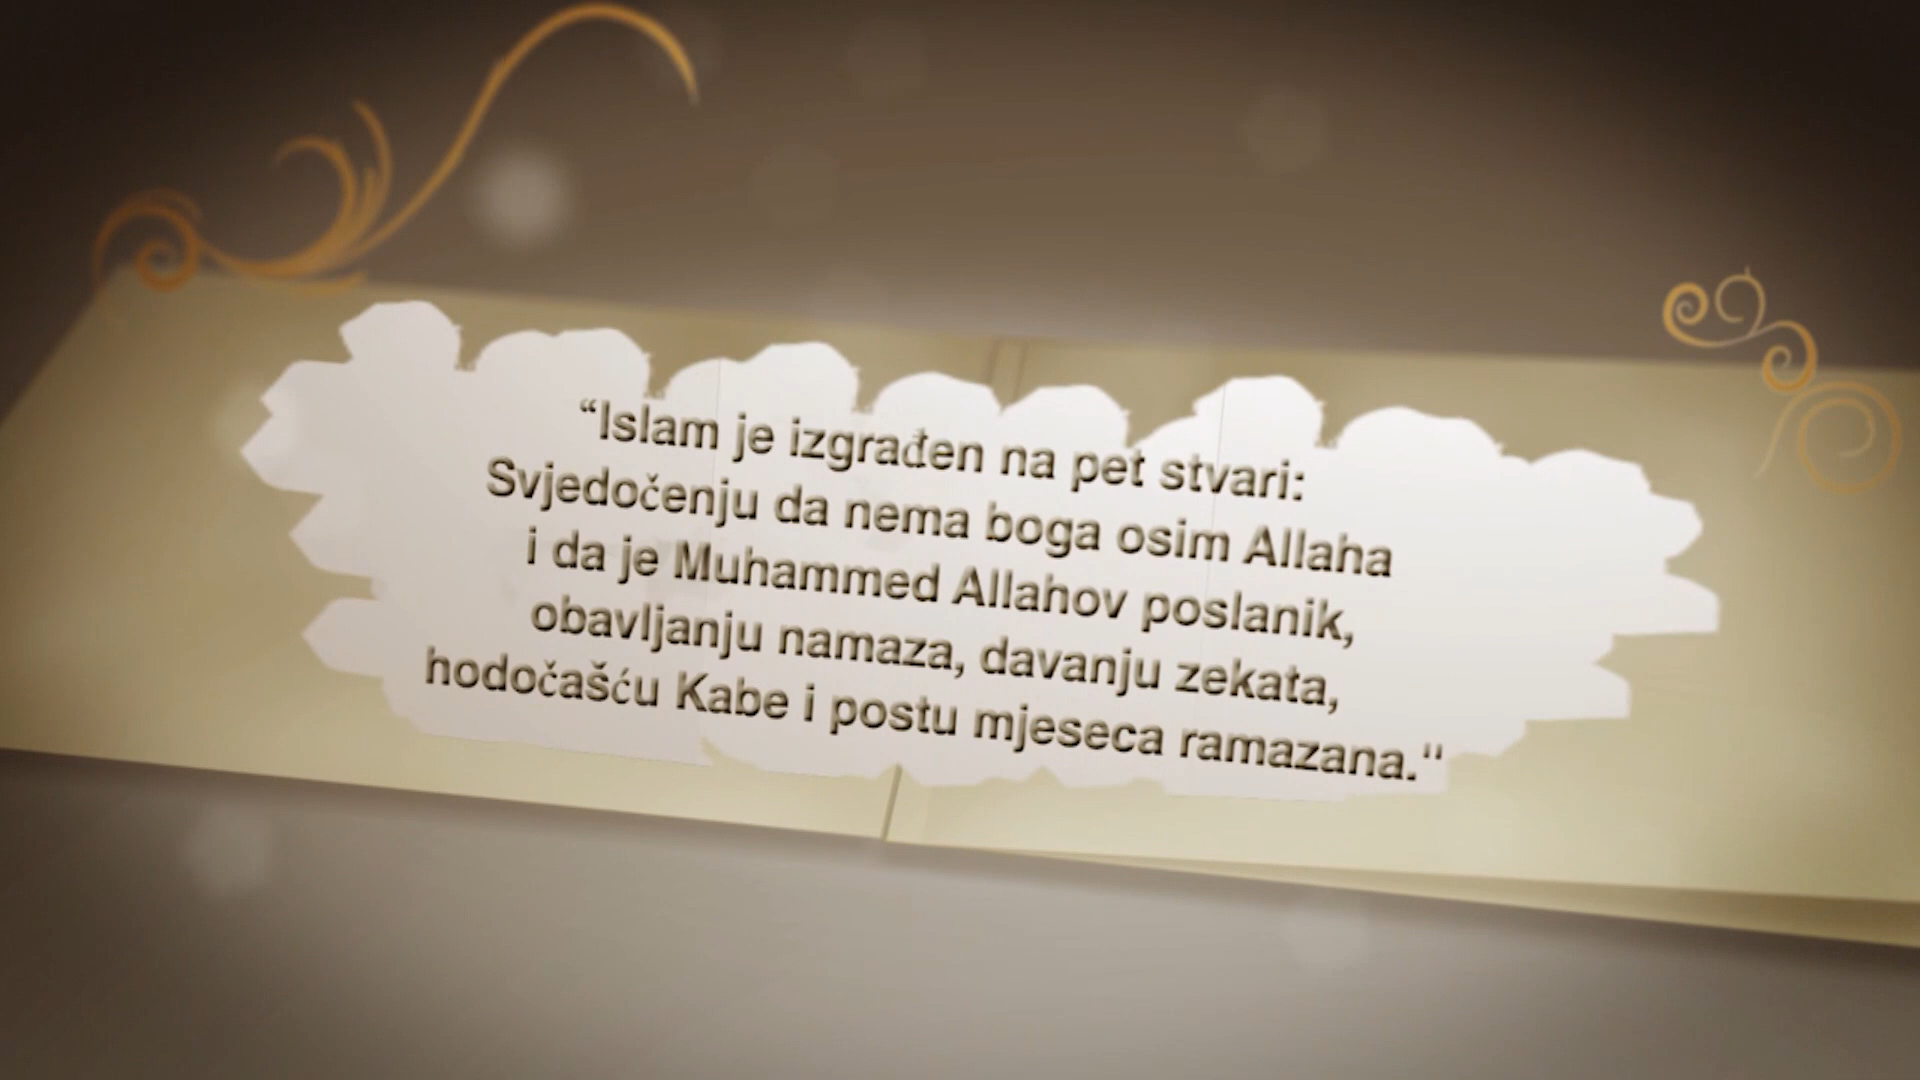 “Islam je izgrađen na pet stvari:
Svjedočenju da nema boga osim Allaha
i da je Muhammed Allahov poslanik,
obavljanju namaza, davanju zekata,
hodočašću Kabe i postu mjeseca ramazana."